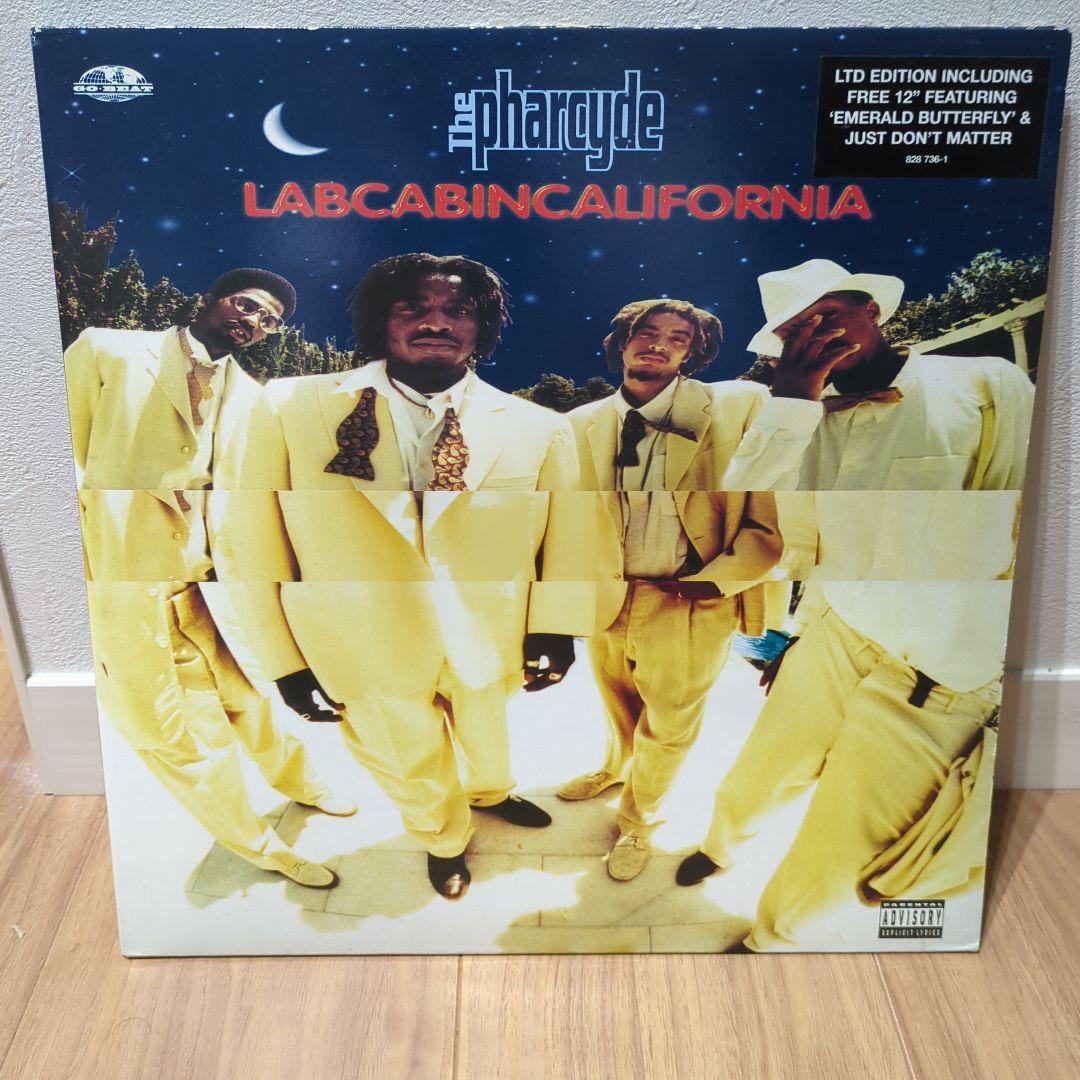 GO·BEAT
The pharcyde
LABCABINCALIFORNIA
LTD EDITION INCLUDING
FREE 12” FEATURING
‘EMERALD BUTTERFLY’ &
JUST DON’T MATTER
828 736-1
PARENTAL
ADVISORY
EXPLICIT LYRICS